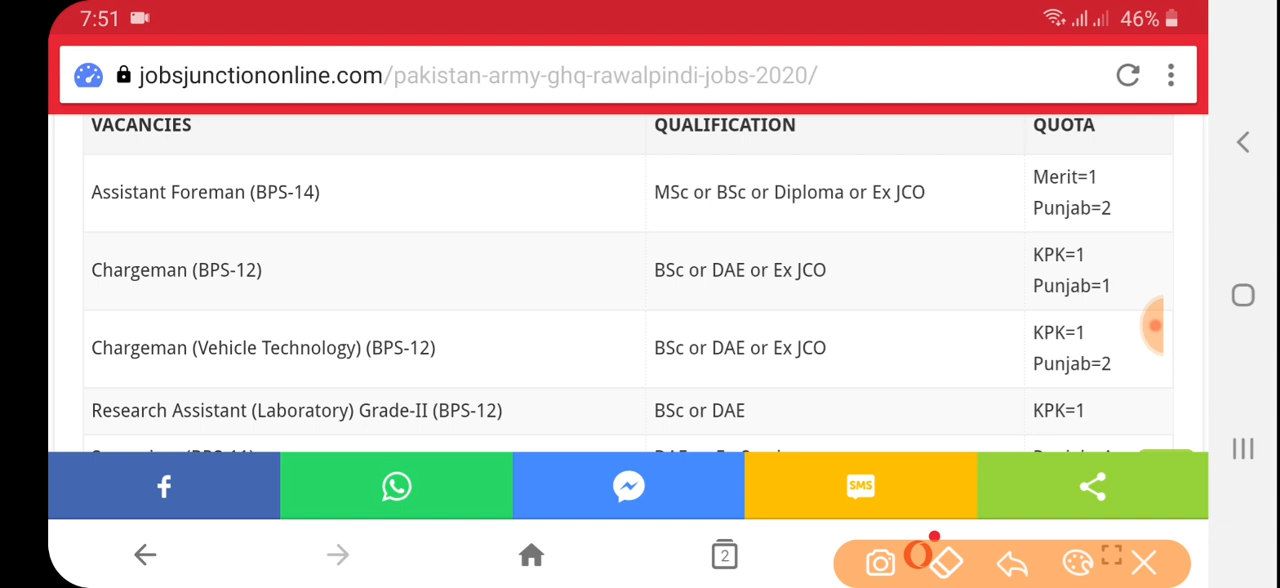 7:51
46%
jobsjunctiononline.com/pakistan-army-ghq-rawalpindi-jobs-2020/
VACANCIES QUALIFICATION QUOTA
Assistant Foreman (BPS-14) MSc or BSc or Diploma or Ex JCO Merit=1
Punjab=2
Chargeman (BPS-12) BSc or DAE or Ex JCO KPK=1
Punjab=1
Chargeman (Vehicle Technology) (BPS-12) BSc or DAE or Ex JCO KPK=1
Punjab=2
Research Assistant (Laboratory) Grade-II (BPS-12) BSc or DAE KPK=1
SMS
2